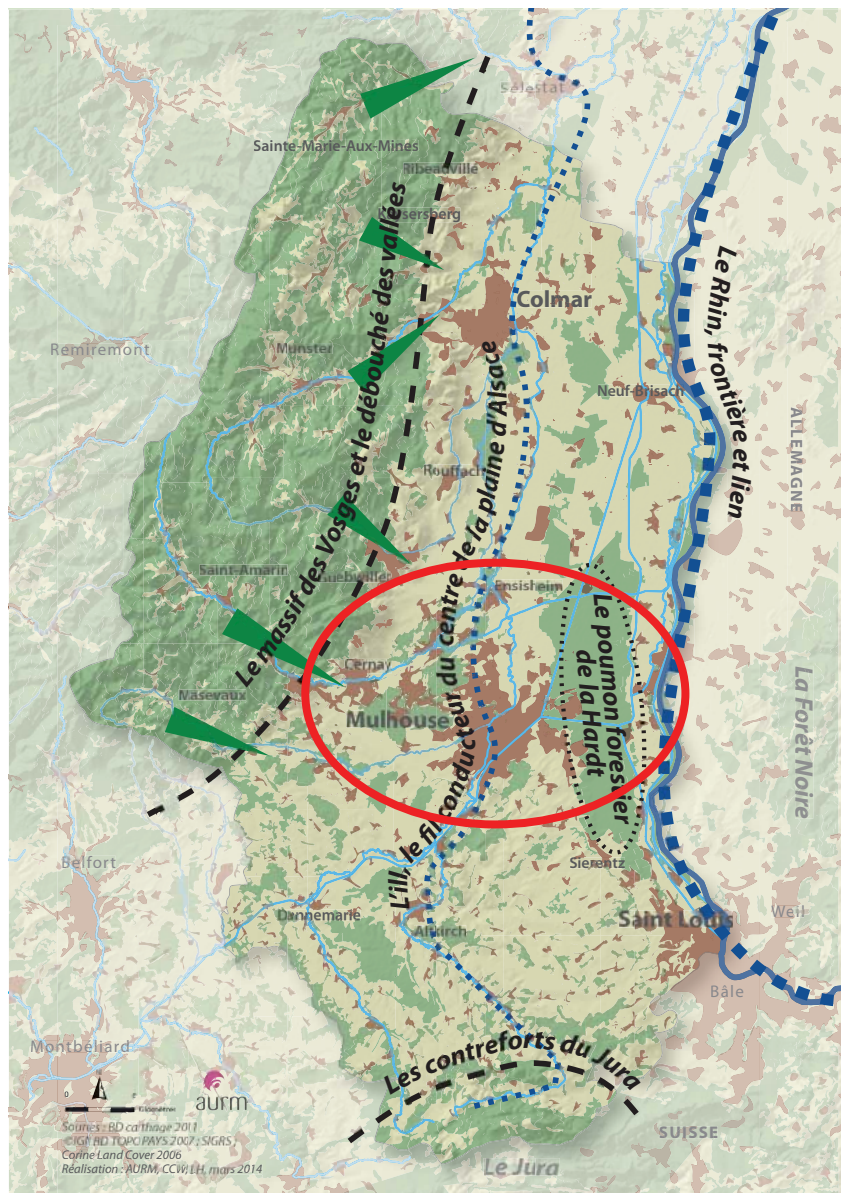 Sélestat
Sainte-Marie-Aux-Mines
Ribeauvillé
Kaysersberg
Colmar
Le Rhin, frontière et lien
Remiremont
Munster
Neuf-Brisach
ALLEMAGNE
Le massif des Vosges et le débouché des vallées
L'Ill, le fil conducteur du centre de la plaine d'Alsace
Rouffach
Saint-Amarin
Guebwiller
Ensisheim
Le poumon forestier
de la Hardt
Cernay
Masevaux
Mulhouse
La Forêt Noire
Belfort
Sierentz
Dannemarie
Altkirch
Saint Louis
Weil
Bâle
Montbéliard
Les contreforts du Jura
N
0
Kilomètres
aurm
SUISSE
Le Jura
Sources : BD carthage 2011
©IGN BD TOPO PAYS 2007 ; SIGRS ;
Corine Land Cover 2006
Réalisation : AURM, CCW, LH, mars 2014